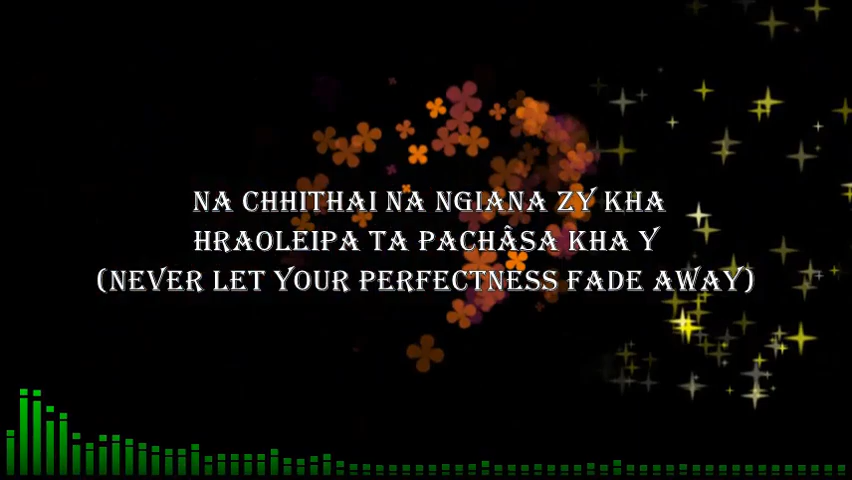 NA CHHITHAI NA NGIANA ZY KHA
HRAOLEIPA TA PACHÂSA KHA Y
(NEVER LET YOUR PERFECTNESS FADE AWAY)